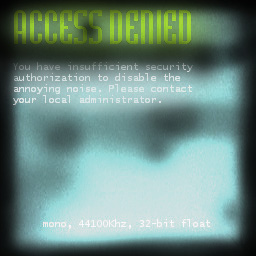 ACCESS DENIED
You have insufficient security
authorization to disable the
annoying noise. Please contact
your local administrator.
mono, 44100Khz, 32-bit float